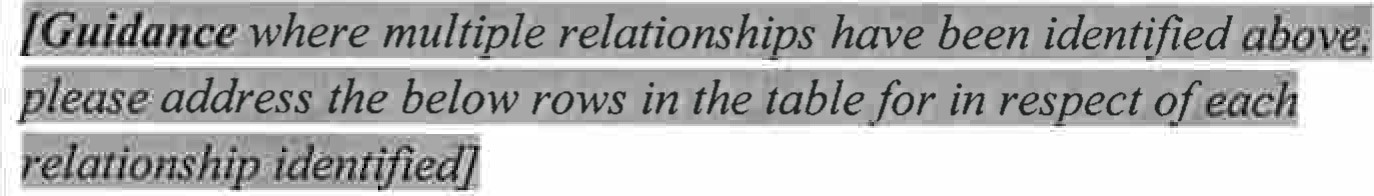 [Guidance where multiple relationships have been identified above,
please address the below rows in the table for in respect of each
relationship identified]